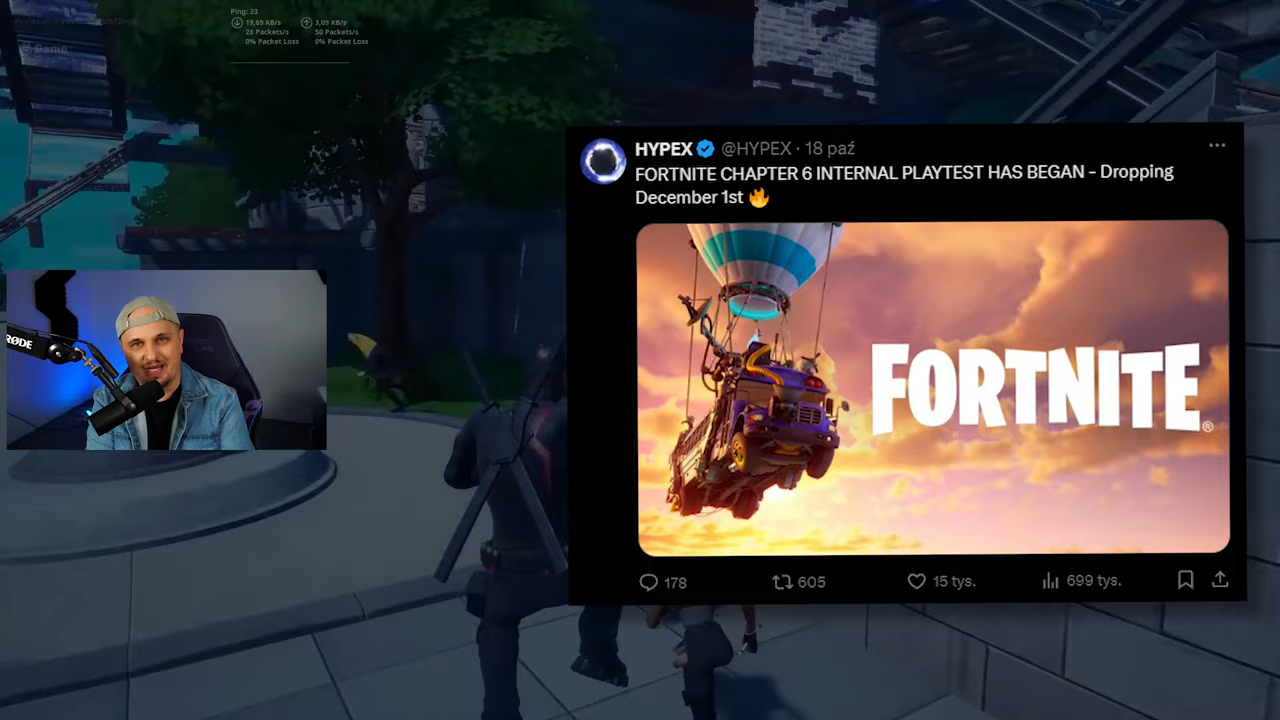 Ping: 23
19,69 KB/s 3,09 KB/s
28 Packets/s 50 Packets/s
0% Packet Loss 0% Packet Loss
Game
RØDE
HYPEX @HYPEX · 18 paź
FORTNITE CHAPTER 6 INTERNAL PLAYTEST HAS BEGAN - Dropping
December 1st 🔥
FORTNITE®
178 605 15 tys. 699 tys.